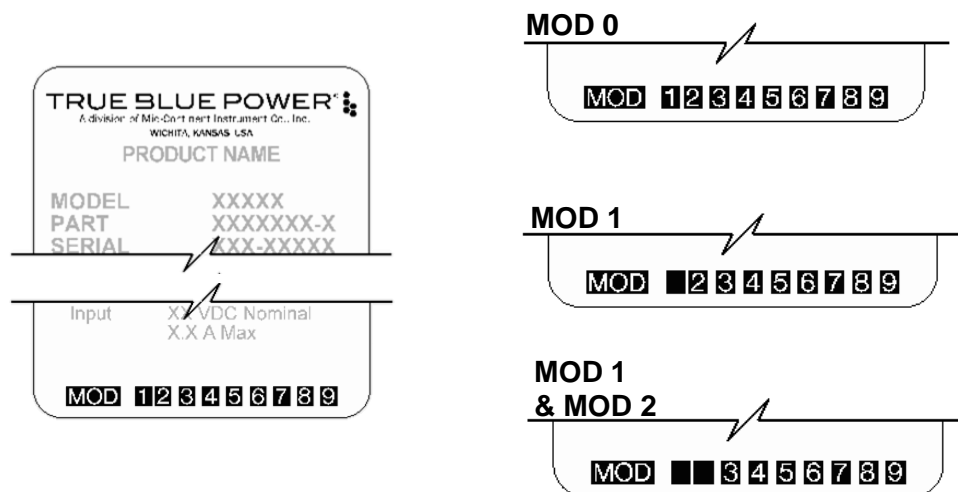 TRUE BLUE POWER
A division of Mid-Continent Instrument Co., Inc.
WICHITA, KANSAS USA
PRODUCT NAME
MODEL XXXXX
PART XXXXXXX-X
SERIAL XXX-XXXXX
Input XX VDC Nominal
X.X A Max
MOD 1 2 3 4 5 6 7 8 9
MOD 0
MOD 1 2 3 4 5 6 7 8 9
MOD 1
MOD 2 3 4 5 6 7 8 9
MOD 1
& MOD 2
MOD 3 4 5 6 7 8 9